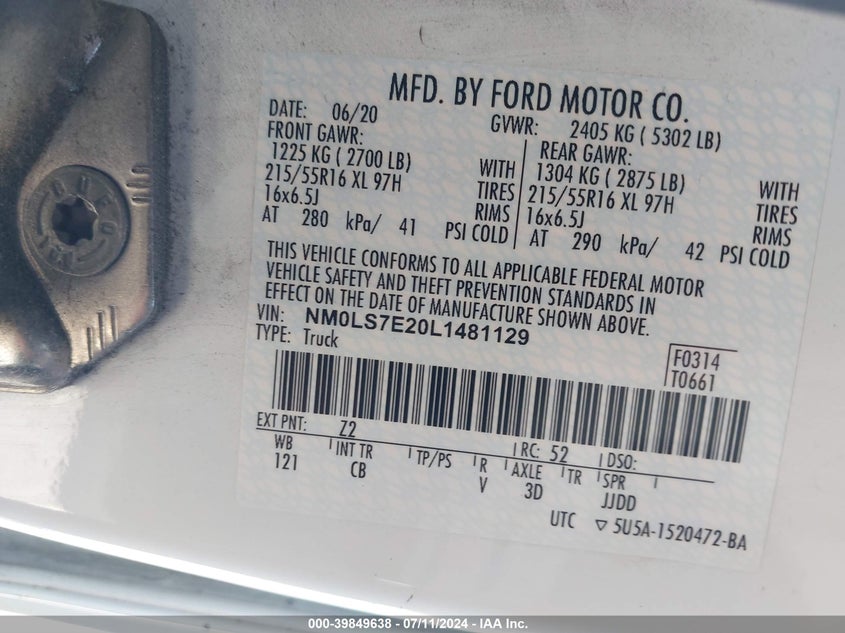 MFD. BY FORD MOTOR CO.
DATE: 06/20 GVWR: 2405 KG ( 5302 LB)
FRONT GAWR: REAR GAWR:
1225 KG ( 2700 LB) WITH 1304 KG ( 2875 LB) WITH
215/55R16 XL 97H TIRES 215/55R16 XL 97H TIRES
16x6.5J RIMS 16x6.5J RIMS
AT 280 kPa/ 41 PSI COLD AT 290 kPa/ 42 PSI COLD
THIS VEHICLE CONFORMS TO ALL APPLICABLE FEDERAL MOTOR
VEHICLE SAFETY AND THEFT PREVENTION STANDARDS IN
EFFECT ON THE DATE OF MANUFACTURE SHOWN ABOVE.
VIN: NM0LS7E20L1481129
TYPE: Truck
F0314
T0661
EXT PNT: Z2 RC: 52 DSO:
WB INT TR TP/PS R AXLE TR SPR
121 CB V 3D JJDD
UTC ▽ 5U5A-1520472-BA
000-39849638 - 07/11/2024 - IAA Inc.